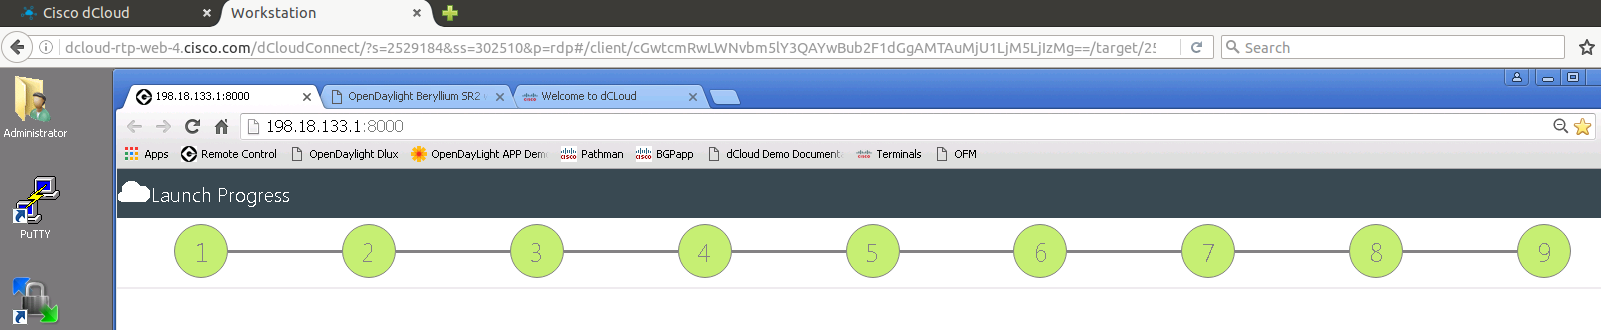 Cisco dCloud
Workstation
dcloud-rtp-web-4.cisco.com/dCloudConnect/?s=2529184&ss=302510&p=rdp#/client/cGwtcmRwLWNvbm5lY3QAYwBub2F1dGgAMTAuMjU1LjM5LjIzMg==/target/25
Search
198.18.133.1:8000
OpenDaylight Beryllium SR2
Welcome to dCLoud
198.18.133.1:8000
Apps
Remote Control
OpenDaylight Dlux
OpenDayLight APP Dem
cisco
Pathman
cisco
BGPapp
dCloud Demo Document
Terminals
OFM
Administrator
PuTTY
Launch Progress
1 2 3 4 5 6 7 8 9